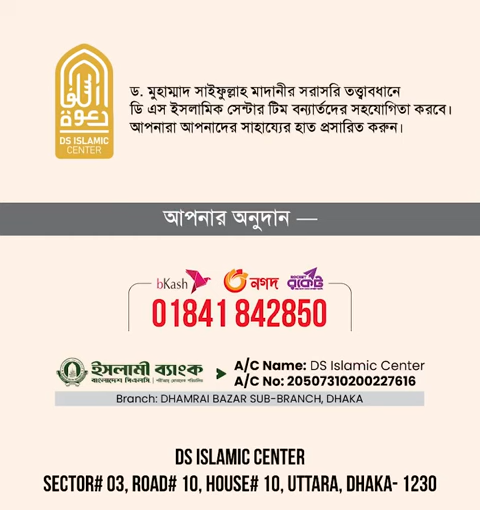 DS ISLAMIC
CENTER
ড. মুহাম্মাদ সাইফুল্লাহ মাদানীর সরাসরি তত্ত্বাবধানে
ডি এস ইসলামিক সেন্টার টিম বন্যার্তদের সহযোগিতা করবে।
আপনারা আপনাদের সাহায্যের হাত প্রসারিত করুন।
আপনার অনুদান —
bKash নগদ ROCKET রকেট
01841 842850
ইসলামী ব্যাংক
বাংলাদেশ পিএলসি
A/C Name: DS Islamic Center
A/C No: 20507310200227616
Branch: DHAMRAI BAZAR SUB-BRANCH, DHAKA
DS ISLAMIC CENTER
SECTOR# 03, ROAD# 10, HOUSE# 10, UTTARA, DHAKA- 1230